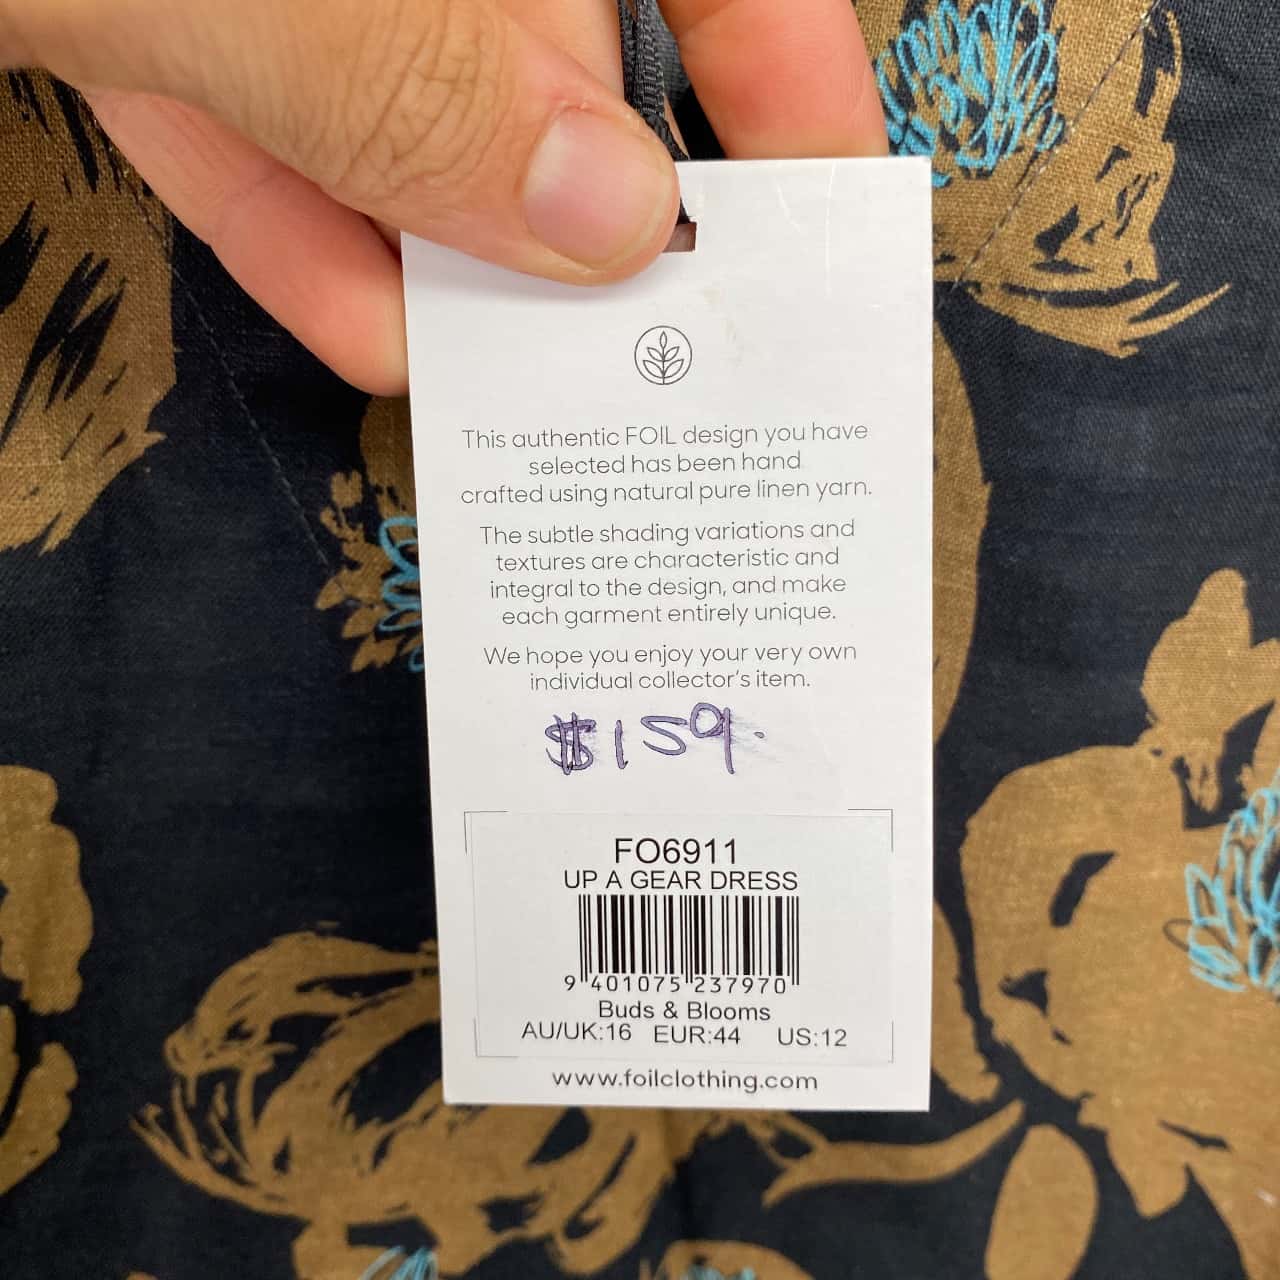 This authentic FOIL design you have
selected has been hand
crafted using natural pure linen yarn.
The subtle shading variations and
textures are characteristic and
integral to the design, and make
each garment entirely unique.
We hope you enjoy your very own
individual collector's item.
$159.
FO6911
UP A GEAR DRESS
9 401075 237970
Buds & Blooms
AU/UK:16 EUR:44 US:12
www.foilclothing.com